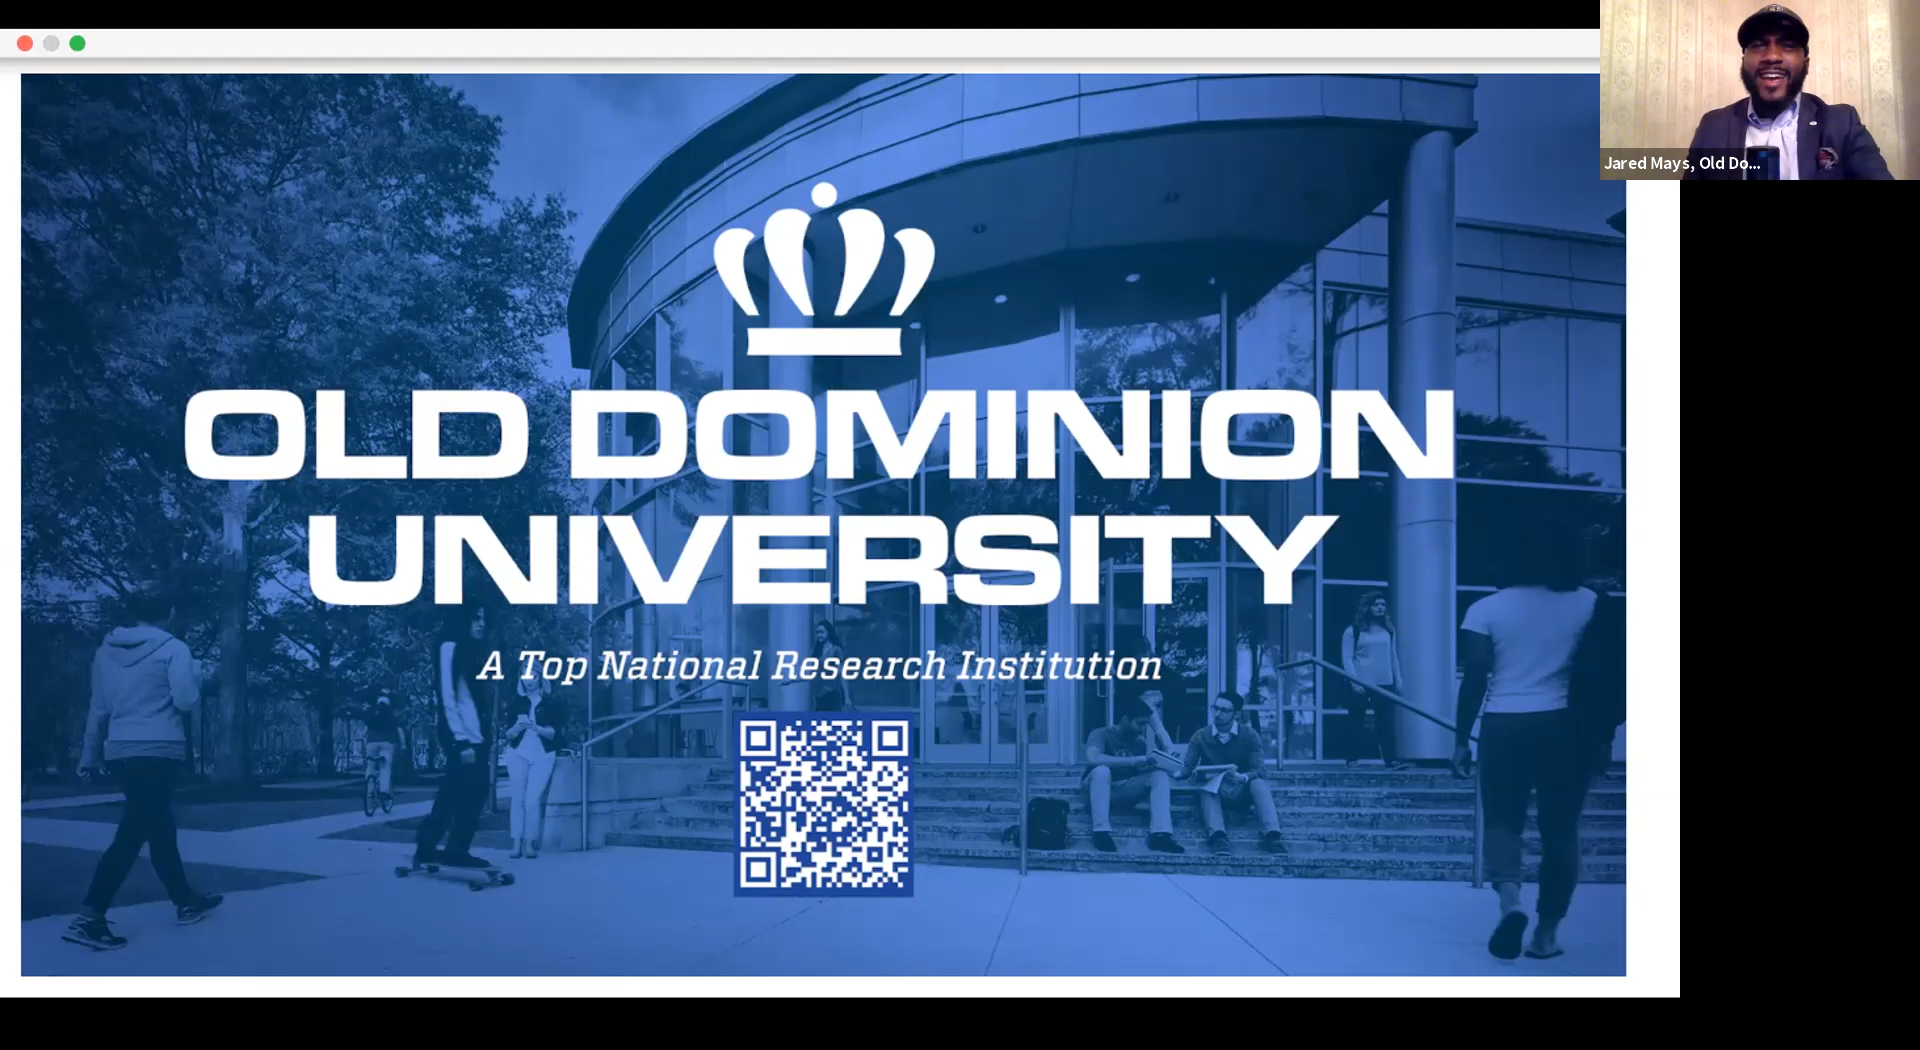 Jared Mays, Old Do...
OLD DOMINION
UNIVERSITY
A Top National Research Institution